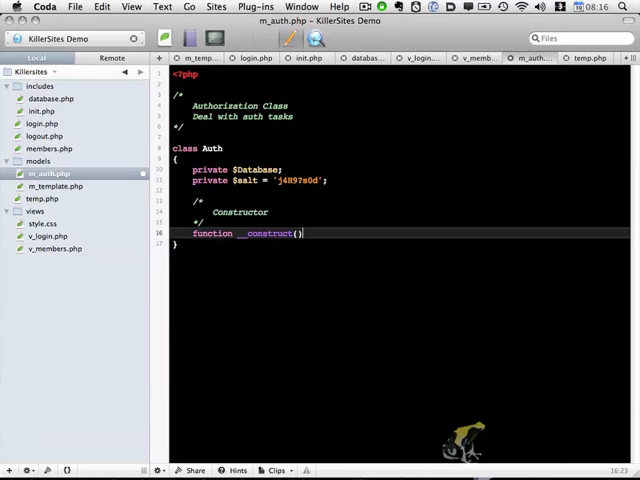 Coda File Edit View Text Go Sites Plug-ins Window Help 08:16
m_auth.php — KillerSites Demo
KillerSites Demo
Files
Local Remote
m_temp... login.php init.php databas... v_login... v_memb... m_auth.... temp.php
Killersites
includes
database.php
init.php
login.php
logout.php
members.php
models
m_auth.php
m_template.php
temp.php
views
style.css
v_login.php
v_members.php
1 <?php
2
3 /*
4 Authorization Class
5 Deal with auth tasks
6 */
7
8 class Auth
9 {
10 private $Database;
11 private $salt = 'j4H9?s0d';
12
13 /*
14 Constructor
15 */
16 function __construct()
17 }
Share Hints Clips 16:23